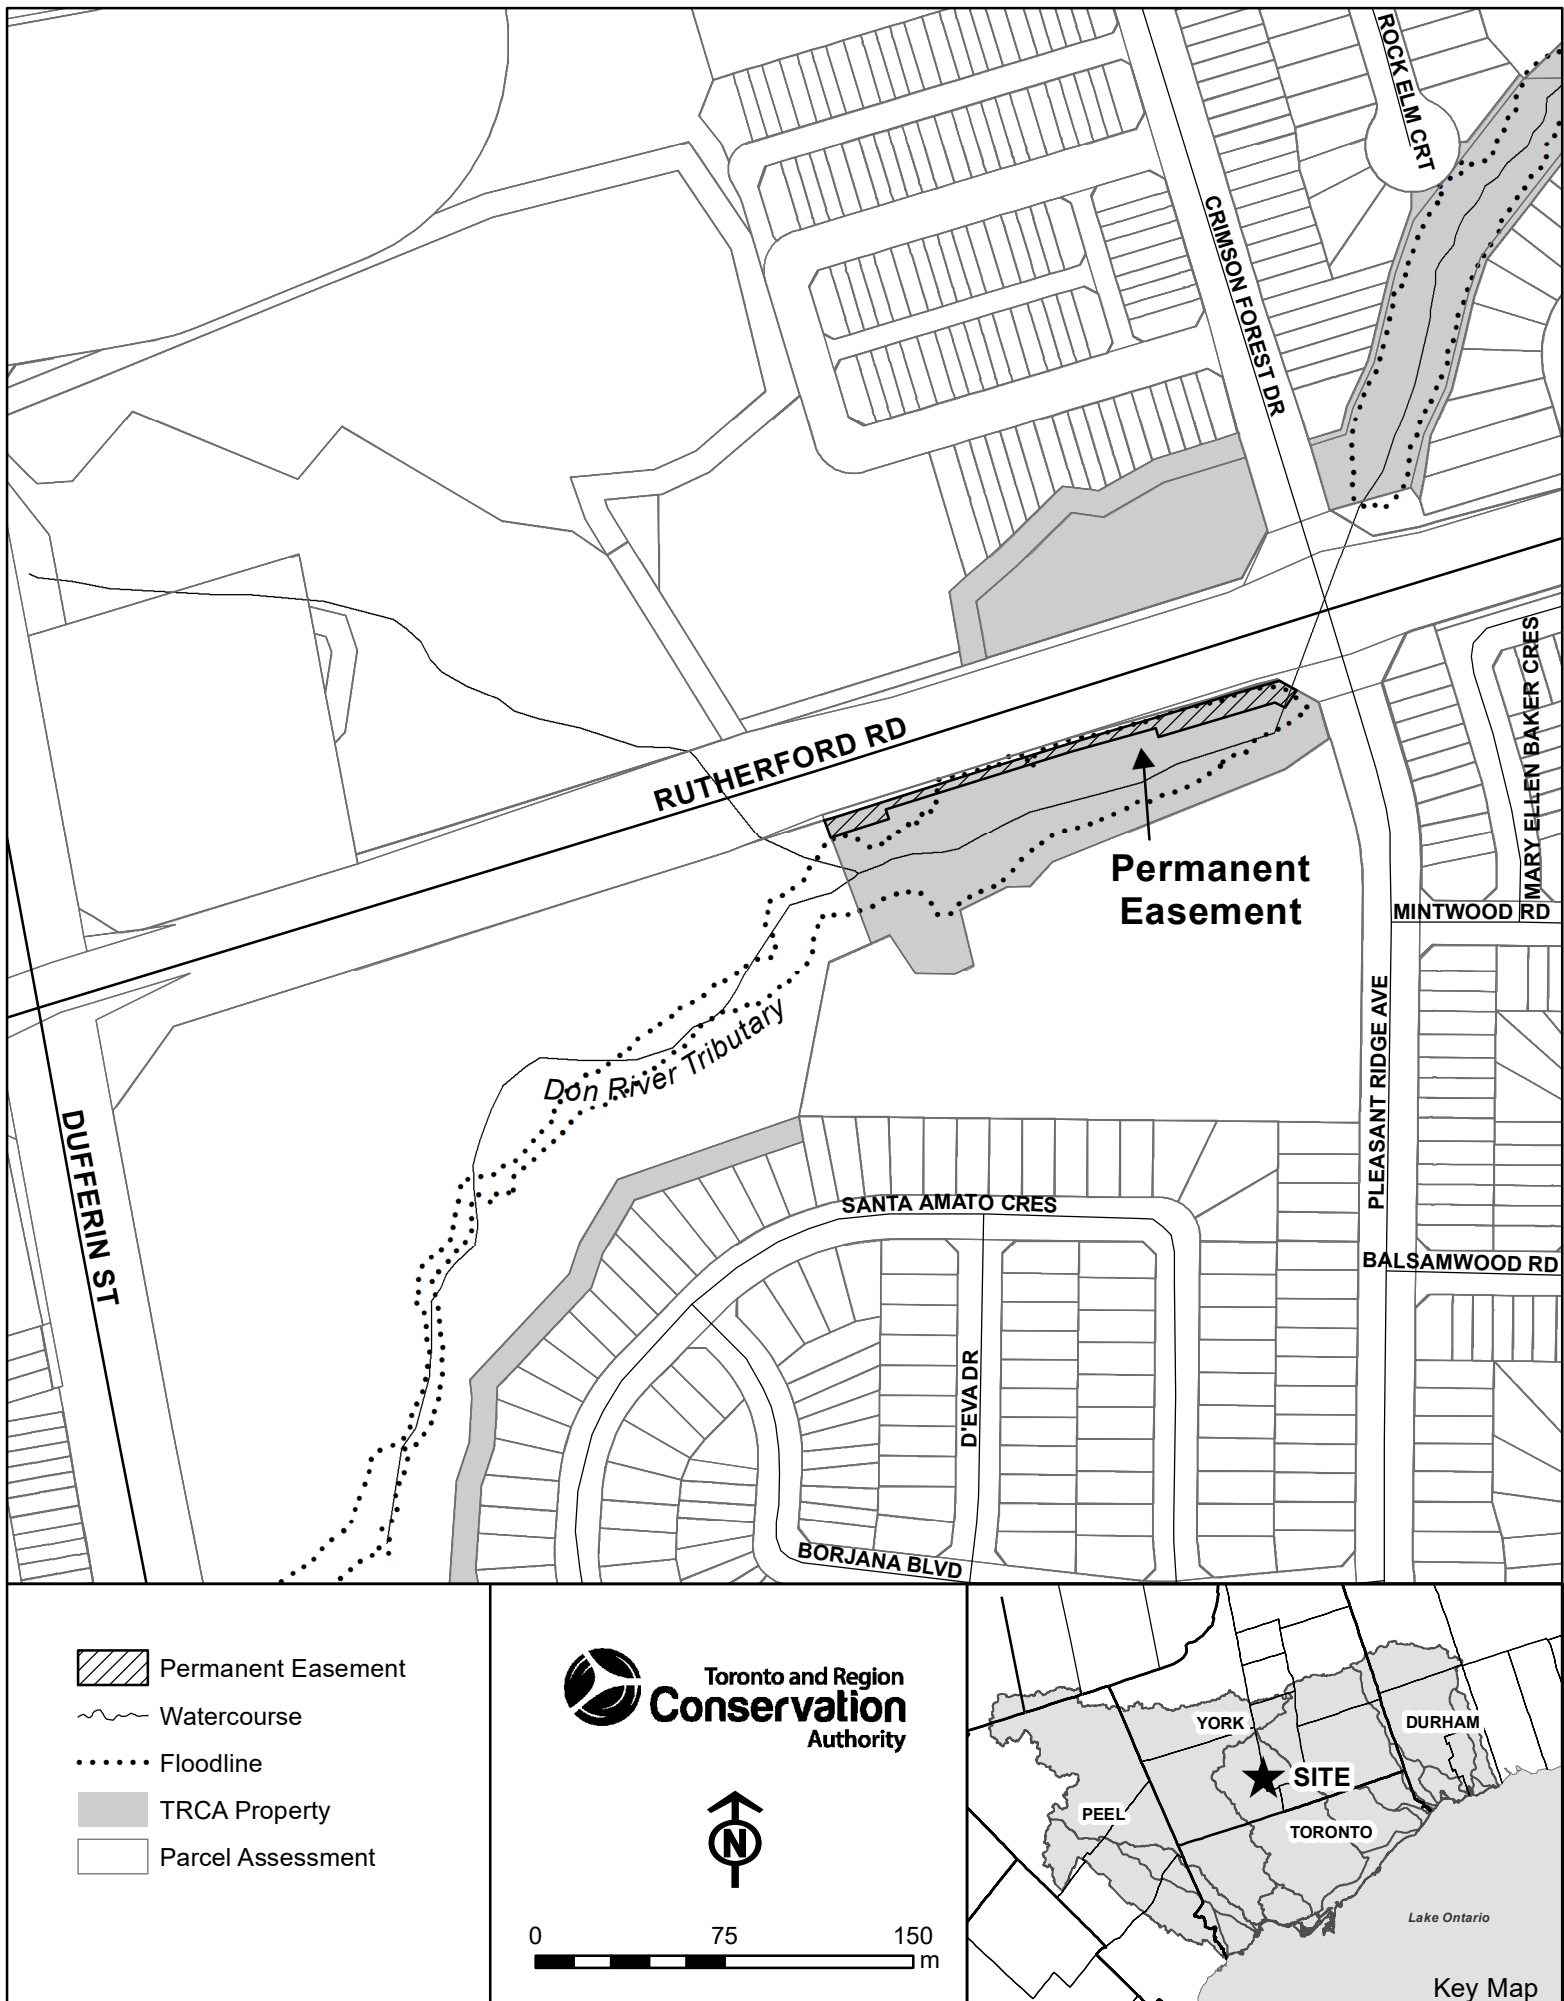 ROCK ELM CRT
CRIMSON FOREST DR
MARY ELLEN BAKER CRES
RUTHERFORD RD
Permanent
Easement
MINTWOOD RD
PLEASANT RIDGE AVE
Don River Tributary
DUFFERIN ST
SANTA AMATO CRES
BALSAMWOOD RD
D'EVA DR
BORJANA BLVD
Permanent Easement
Watercourse
Floodline
TRCA Property
Parcel Assessment
Toronto and Region
Conservation
Authority
N
0 75 150
m
YORK
DURHAM
SITE
PEEL
TORONTO
Lake Ontario
Key Map